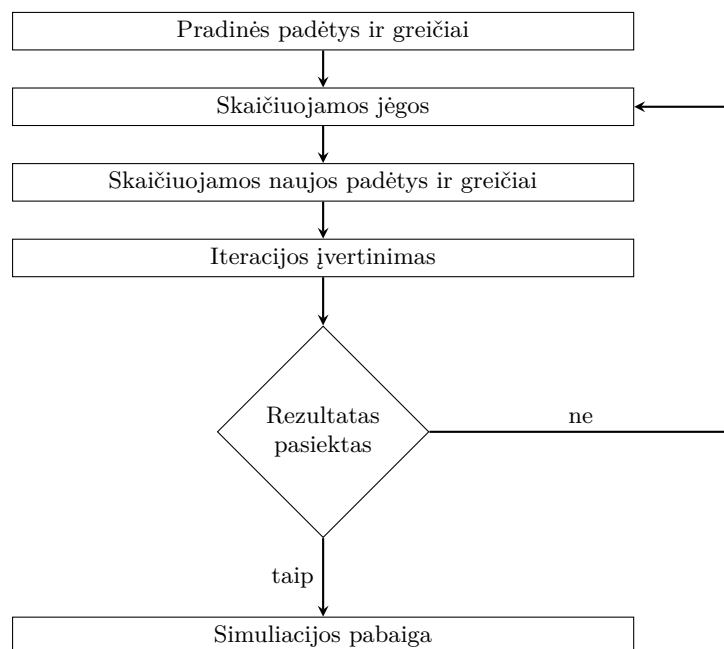 Pradinės padėtys ir greičiai
Skaičiuojamos jėgos
Skaičiuojamos naujos padėtys ir greičiai
Iteracijos įvertinimas
Rezultatas
pasiektas
ne
taip
Simuliacijos pabaiga